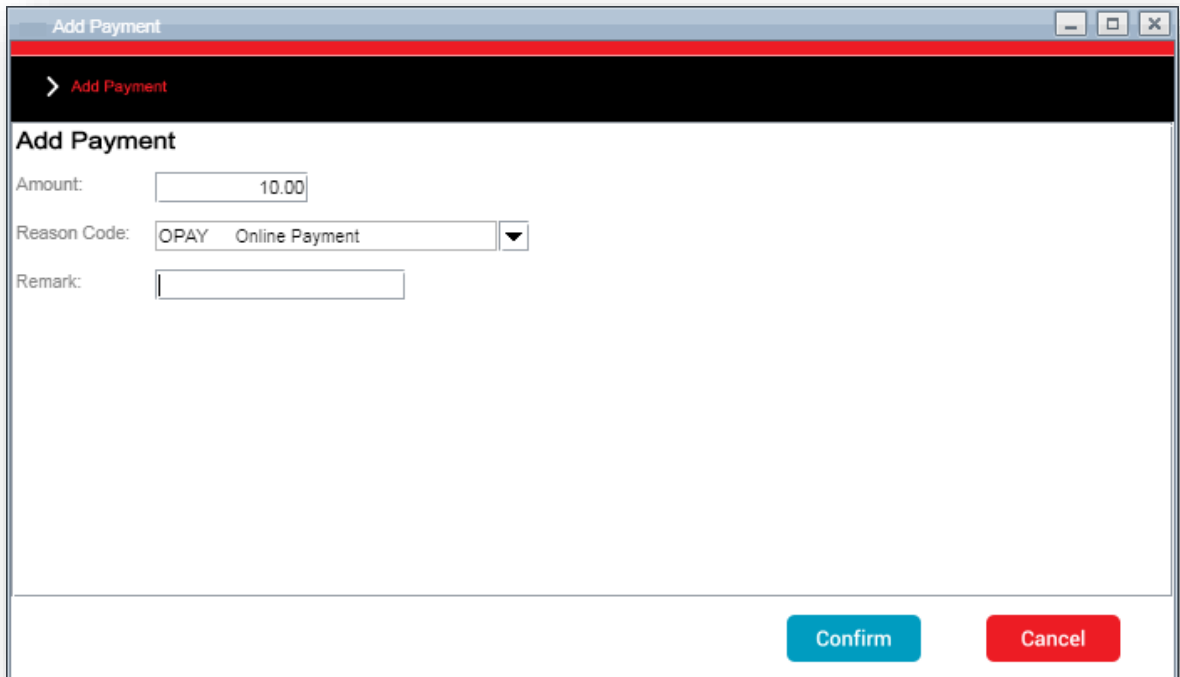 Add Payment
Add Payment
Add Payment
Amount: 10.00
Reason Code: OPAY Online Payment
Remark:
Confirm Cancel